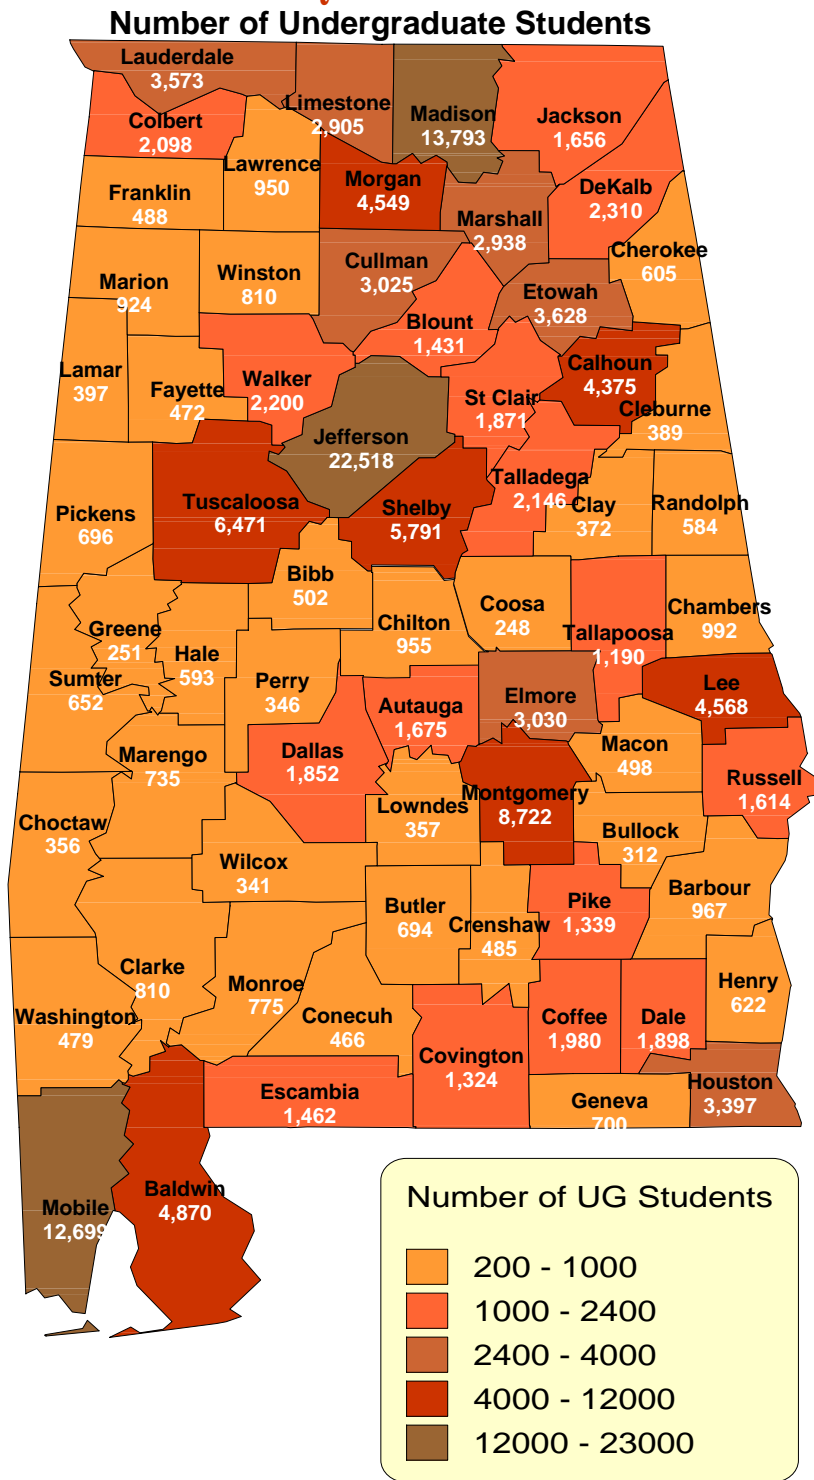 Number of Undergraduate Students
Lauderdale
3,573
Limestone
2,905
Madison
13,793
Jackson
1,656
Colbert
2,098
Lawrence
950
Morgan
4,549
DeKalb
2,310
Franklin
488
Marshall
2,938
Cherokee
605
Marion
924
Winston
810
Cullman
3,025
Etowah
3,628
Blount
1,431
Lamar
397
Fayette
472
Walker
2,200
St Clair
1,871
Calhoun
4,375
Cleburne
389
Jefferson
22,518
Pickens
696
Tuscaloosa
6,471
Shelby
5,791
Talladega
2,146
Clay
372
Randolph
584
Bibb
502
Greene
251
Hale
593
Chilton
955
Coosa
248
Tallapoosa
1,190
Chambers
992
Sumter
652
Perry
346
Autauga
1,675
Elmore
3,030
Lee
4,568
Marengo
735
Dallas
1,852
Macon
498
Russell
1,614
Choctaw
356
Lowndes
357
Montgomery
8,722
Bullock
312
Wilcox
341
Butler
694
Crenshaw
485
Pike
1,339
Barbour
967
Clarke
810
Monroe
775
Henry
622
Washington
479
Conecuh
466
Covington
1,324
Coffee
1,980
Dale
1,898
Escambia
1,462
Geneva
700
Houston
3,397
Mobile
12,699
Baldwin
4,870
Number of UG Students
200 - 1000
1000 - 2400
2400 - 4000
4000 - 12000
12000 - 23000